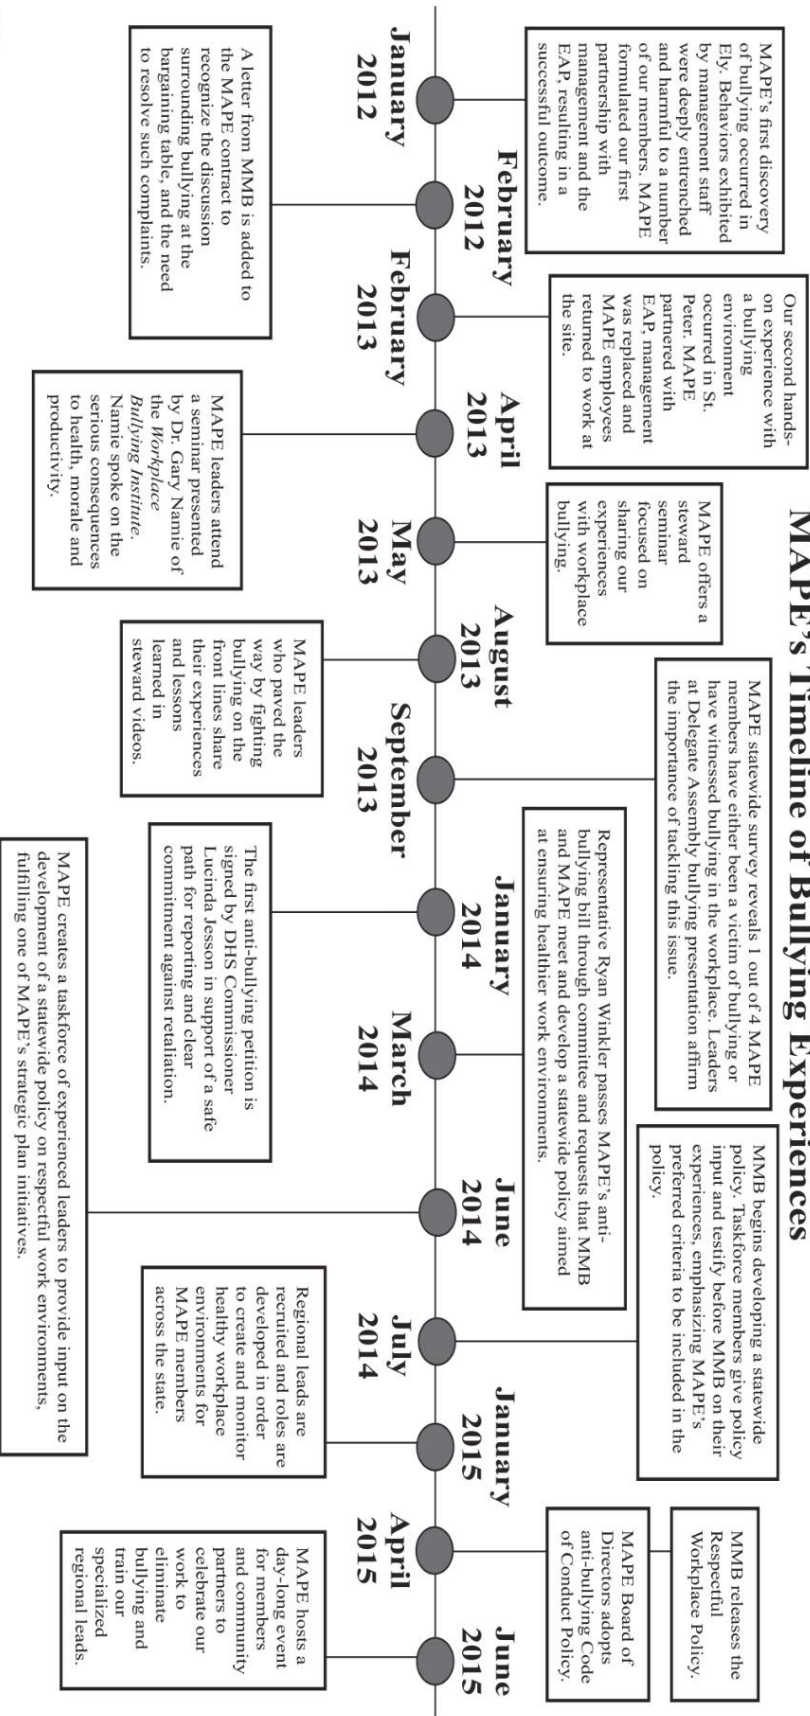 MAPE's Timeline of Bullying Experiences
MAPE's first discovery
of bullying occurred in
Ely. Behaviors exhibited
by management staff
were deeply entrenched
and harmful to a number
of our members. MAPE
formulated our first
partnership with
management and the
EAP, resulting in a
successful outcome.
January
2012
February
2012
A letter from MMB is added to
the MAPE contract to
recognize the discussion
surrounding bullying at the
bargaining table, and the need
to resolve such complaints.
Our second hands-
on experience with
a bullying
environment
occurred in St.
Peter. MAPE
partnered with
EAP, management
was replaced and
MAPE employees
returned to work at
the site.
February
2013
April
2013
MAPE leaders attend
a seminar presented
by Dr. Gary Namie of
the Workplace
Bullying Institute.
Namie spoke on the
serious consequences
to health, morale and
productivity.
MAPE offers a
steward
seminar
focused on
sharing our
experiences
with workplace
bullying.
May
2013
August
2013
MAPE leaders
who paved the
way by fighting
bullying on the
front lines share
their experiences
and lessons
learned in
steward videos.
MAPE statewide survey reveals 1 out of 4 MAPE
members have either been a victim of bullying or
have witnessed bullying in the workplace. Leaders
at Delegate Assembly bullying presentation affirm
the importance of tackling this issue.
September
2013
January
2014
The first anti-bullying petition is
signed by DHS Commissioner
Lucinda Jesson in support of a safe
path for reporting and clear
commitment against retaliation.
Representative Ryan Winkler passes MAPE's anti-
bullying bill through committee and requests that MMB
and MAPE meet and develop a statewide policy aimed
at ensuring healthier work environments.
March
2014
June
2014
MAPE creates a taskforce of experienced leaders to provide input on the
development of a statewide policy on respectful work environments,
fulfilling one of MAPE's strategic plan initiatives.
MMB begins developing a statewide
policy. Taskforce members give policy
input and testify before MMB on their
experiences, emphasizing MAPE's
preferred criteria to be included in the
policy.
July
2014
January
2015
Regional leads are
recruited and roles are
developed in order
to create and monitor
healthy workplace
environments for
MAPE members
across the state.
MMB releases the
Respectful
Workplace Policy.
MAPE Board of
Directors adopts
anti-bullying Code
of Conduct Policy.
April
2015
June
2015
MAPE hosts a
day-long event
for members
and community
partners to
celebrate our
work to
eliminate
bullying and
train our
specialized
regional leads.